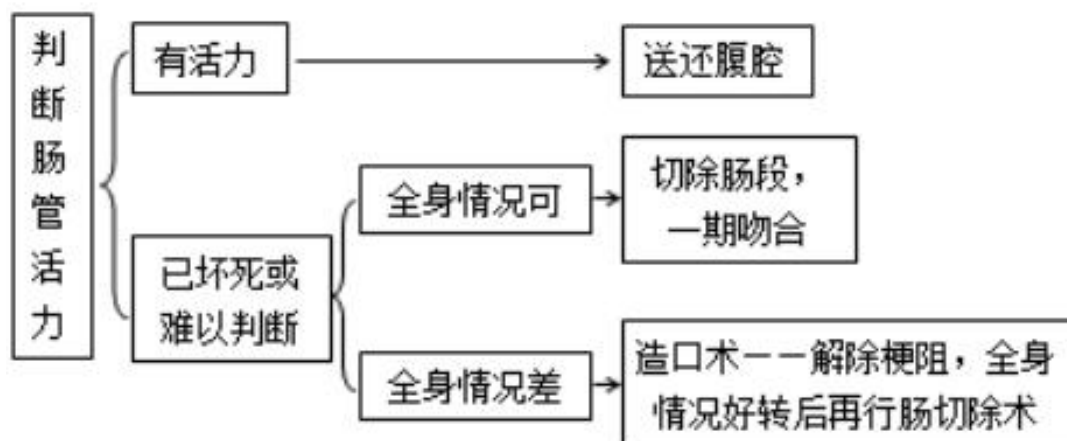 判断肠管活力
有活力
送还腹腔
已坏死或
难以判断
全身情况可
切除肠段，
一期吻合
全身情况差
造口术——解除梗阻，全身
情况好转后再行肠切除术